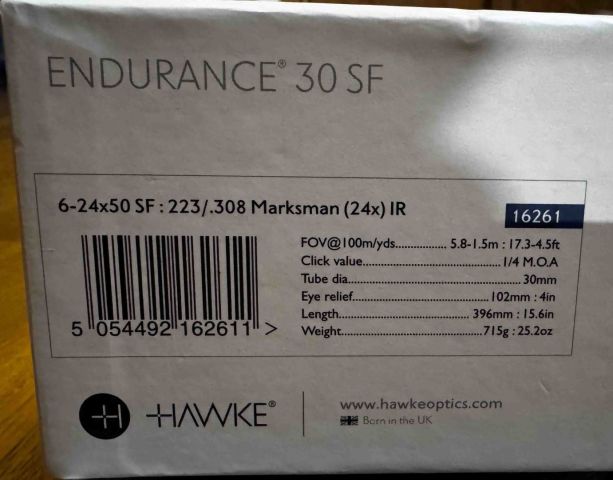 ENDURANCE® 30 SF
6-24x50 SF : 223/.308 Marksman (24x) IR
16261
FOV@100m/yds................ 5.8-1.5m : 17.3-4.5ft
Click value.......................................1/4 M.O.A
Tube dia.................................................30mm
Eye relief.......................................102mm : 4in
Length......................................396mm : 15.6in
Weight........................................715g : 25.2oz
5 054492 162611 >
HAWKE®
www.hawkeoptics.com
Born in the UK